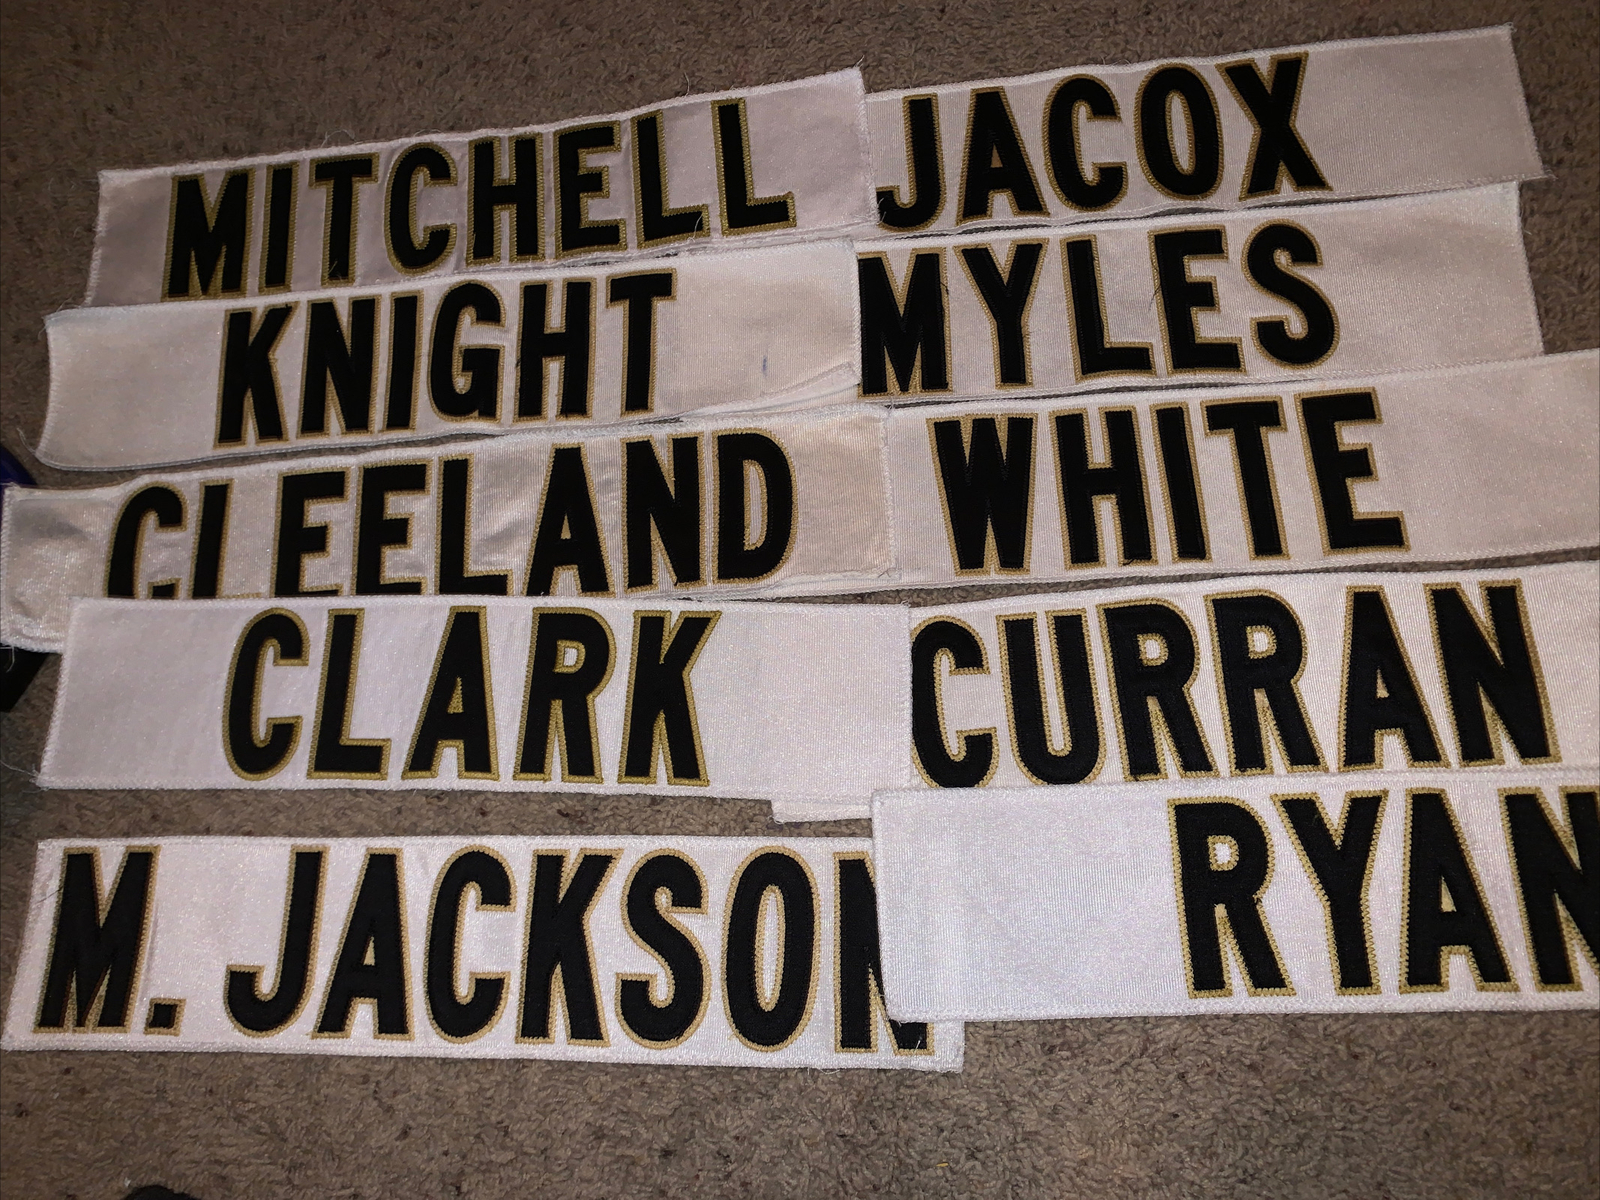 MITCHELL
JACOX
KNIGHT
MYLES
CLEELAND
WHITE
CLARK
CURRAN
M. JACKSON
RYAN